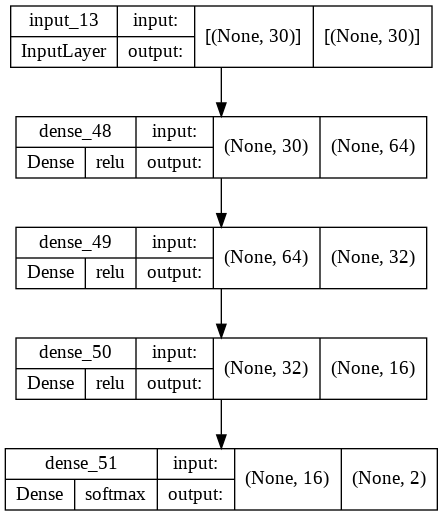 input_13 input: [(None, 30)] [(None, 30)]
InputLayer output:
dense_48 input: (None, 30) (None, 64)
Dense relu output:
dense_49 input: (None, 64) (None, 32)
Dense relu output:
dense_50 input: (None, 32) (None, 16)
Dense relu output:
dense_51 input: (None, 16) (None, 2)
Dense softmax output: